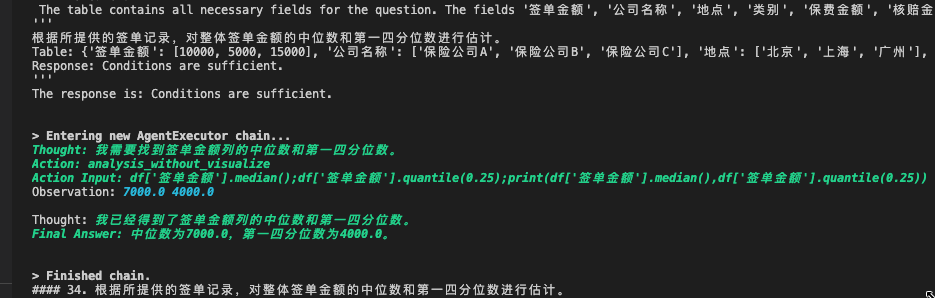 The table contains all necessary fields for the question. The fields '签单金额', '公司名称', '地点', '类别', '保费金额', '核赔金
'''
根据所提供的签单记录，对整体签单金额的中位数和第一四分位数进行估计。
Table: {'签单金额': [10000, 5000, 15000], '公司名称': ['保险公司A', '保险公司B', '保险公司C'], '地点': ['北京', '上海', '广州'],
Response: Conditions are sufficient.
'''
The response is: Conditions are sufficient.
> Entering new AgentExecutor chain...
Thought: 我需要找到签单金额列的中位数和第一四分位数。
Action: analysis_without_visualize
Action Input: df['签单金额'].median();df['签单金额'].quantile(0.25);print(df['签单金额'].median(),df['签单金额'].quantile(0.25))
Observation: 7000.0 4000.0
Thought: 我已经得到了签单金额列的中位数和第一四分位数。
Final Answer: 中位数为7000.0, 第一四分位数为4000.0。
> Finished chain.
#### 34. 根据所提供的签单记录，对整体签单金额的中位数和第一四分位数进行估计。